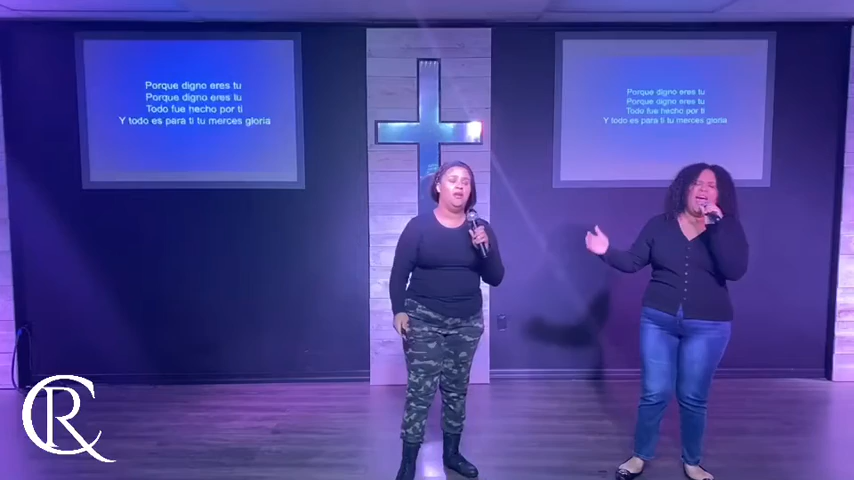 Porque digno eres tu
Porque digno eres tu
Todo fue hecho por ti
Y todo es para ti tu merces gloria
Porque digno eres tu
Porque digno eres tu
Todo fue hecho por ti
Y todo es para ti tu merces gloria
CR